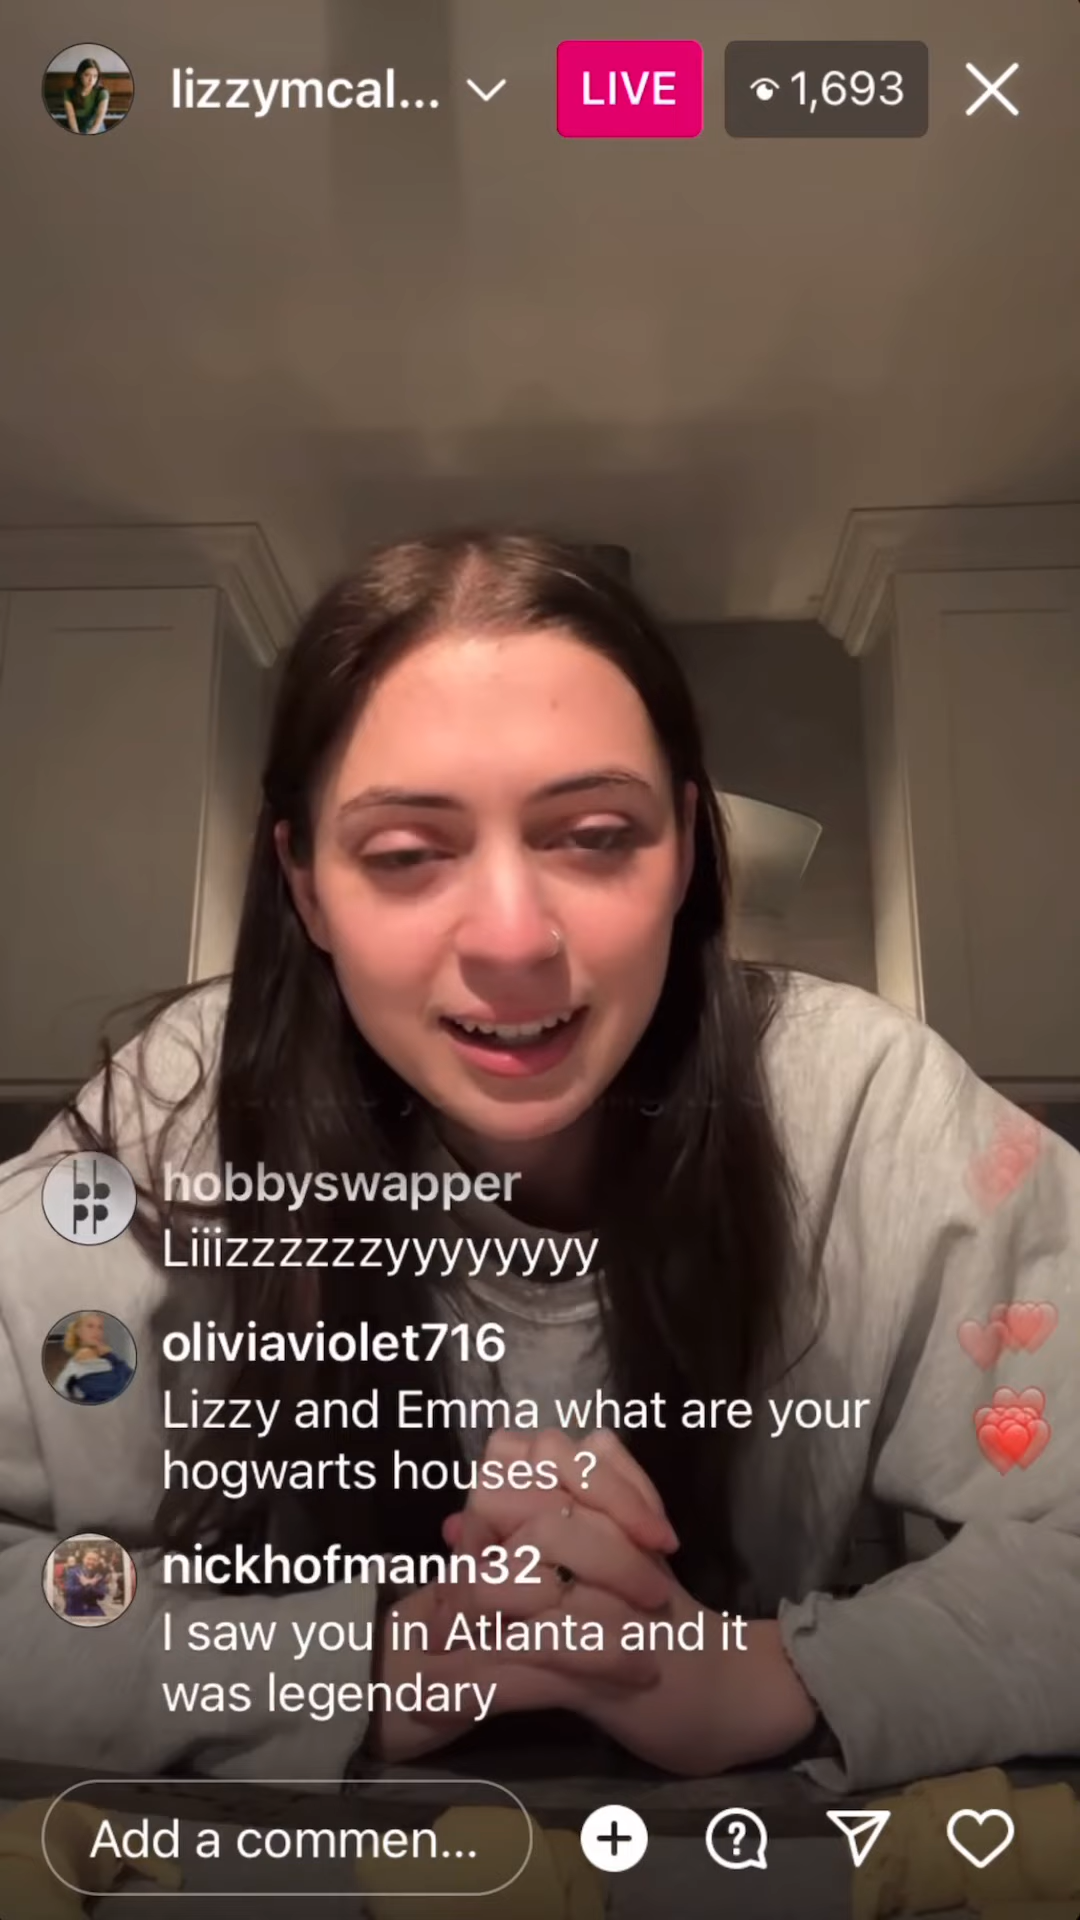 lizzymcal...
LIVE
1,693
hobbyswapper
Liiizzzzzzyyyyyyyy
oliviaviolet716
Lizzy and Emma what are your
hogwarts houses ?
nickhofmann32
I saw you in Atlanta and it
was legendary
Add a commen...